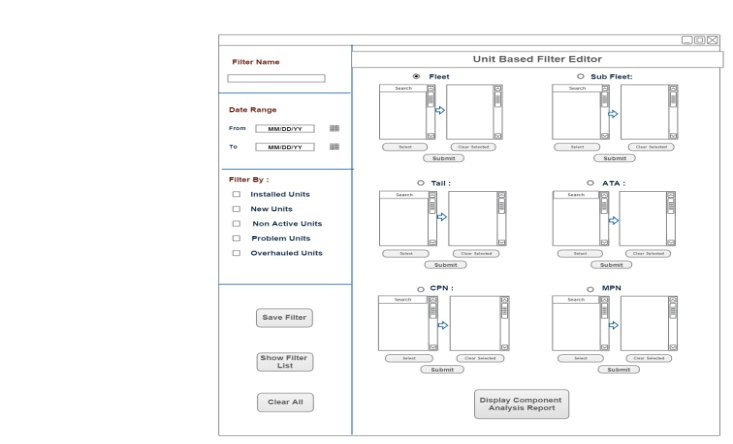 Unit Based Filter Editor
Filter Name
Date Range
From MM/DD/YY
To MM/DD/YY
Filter By :
Installed Units
New Units
Non Active Units
Problem Units
Overhauled Units
Save Filter
Show Filter
List
Clear All
Fleet
Search
Select Clear Selected
Submit
Sub Fleet:
Search
Select Clear Selected
Submit
Tail :
Search
Select Clear Selected
Submit
ATA :
Search
Select Clear Selected
Submit
CPN :
Search
Select Clear Selected
Submit
MPN
Search
Select Clear Selected
Submit
Display Component
Analysis Report